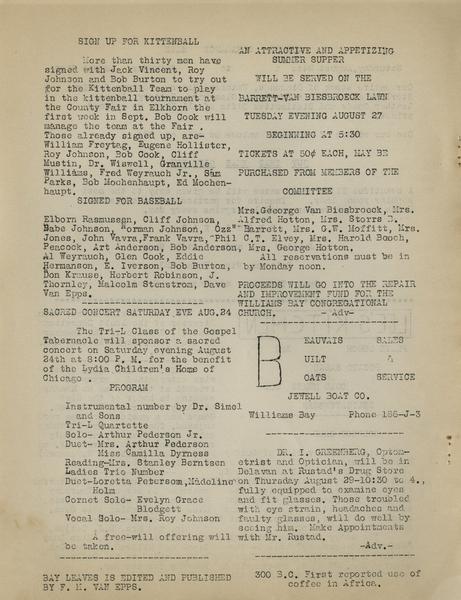 SIGN UP FOR KITTENBALL
More than thirty men have
signed with Jack Vincent, Roy
Johnson and Bob Burton to try out
for the Kittenball Team to play
in the kittenball tournament at
the County Fair in Elkhorn the
first week in Sept. Bob Cook will
manage the team at the Fair .
Those already signed up, are-
William Freytag, Eugene Hollister,
Roy Johnson, Bob Cook, Cliff
Mustin, Dr. Wiswell, Granville
Williams, Fred Weyrauch Jr., Sam
Parks, Bob Mochenhaupt, Ed Mochen-
haupt.
SIGNED FOR BASEBALL
Elborn Rasmussen, Cliff Johnson,
Babe Johnson, Norman Johnson, "Ozz"
Jones, John Vavra, Frank Vavra, "Phil
Peacock, Art Anderson, Bob Anderson,
Al Weyrauch, Glen Cook, Eddie
Hermanson, E. Iverson, Bob Burton,
Don Krause, Herbert Robinson, J.
Thornley, Malcolm Stenstrom, Dave
Van Epps.
SACRED CONCERT SATURDAY EVE AUG.24
The Tri-L Class of the Gospel
Tabernacle will sponsor a sacred
concert on Saturday evening August
24th at 8:00 P. M. for the benefit
of the Lydia Children's Home of
Chicago .
PROGRAM
Instrumental number by Dr. Simol
and Sons
Tri-L Quartette
Solo- Arthur Pederson Jr.
Duet- Mrs. Arthur Pederson
Miss Camilla Dyrness
Reading-Mrs. Stanley Berntsen
Ladies Trio Number
Duet-Loretta Petersom,Madeline
Holm
Cornet Solo- Evelyn Grace
Blodgett
Vocal Solo- Mrs. Roy Johnson
A free-will offering will
be taken.
BAY LEAVES IS EDITED AND PUBLISHED
BY F. M. VAN EPPS.
AN ATTRACTIVE AND APPETIZING
SUMMER SUPPER
WILL BE SERVED ON THE
BARRETT-VAN BIESBROECK LAWN
TUESDAY EVENING AUGUST 27
BEGINNING AT 5:30
TICKETS AT 50¢ EACH, MAY BE
PURCHASED FROM MEMBERS OF THE
COMMITTEE
Mrs.George Van Biesbroeck, Mrs.
Alfred Hotton, Mrs. Storrs B.
Barrett, Mrs. G.W. Moffitt, Mrs.
C.T. Elvey, Mrs. Harold Booch,
Mrs. George Hotton.
All reservations must be in
by Monday noon.
PROCEEDS WILL GO INTO THE REPAIR
AND IMPROVEMENT FUND FOR THE
WILLIAMS BAY CONGREGATIONAL
CHURCH. -Adv-
B EAUVAIS SALES
UILT &
OATS SERVICE
JEWELL BOAT CO.
Williams Bay Phone 186-J-3
DR. I. GREENBERG, Optom-
etrist and Optician, will be in
Delavan at Rustad's Drug Store
on Thursday August 29-10:30 to 4.,
fully equipped to examine eyes
and fit glasses. Those troubled
with eye strain, headaches and
faulty glasses, will do well by
seeing him. Make Appointments
with Mr. Rustad.
-Adv.-
300 B.C. First reported use of
coffee in Africa.